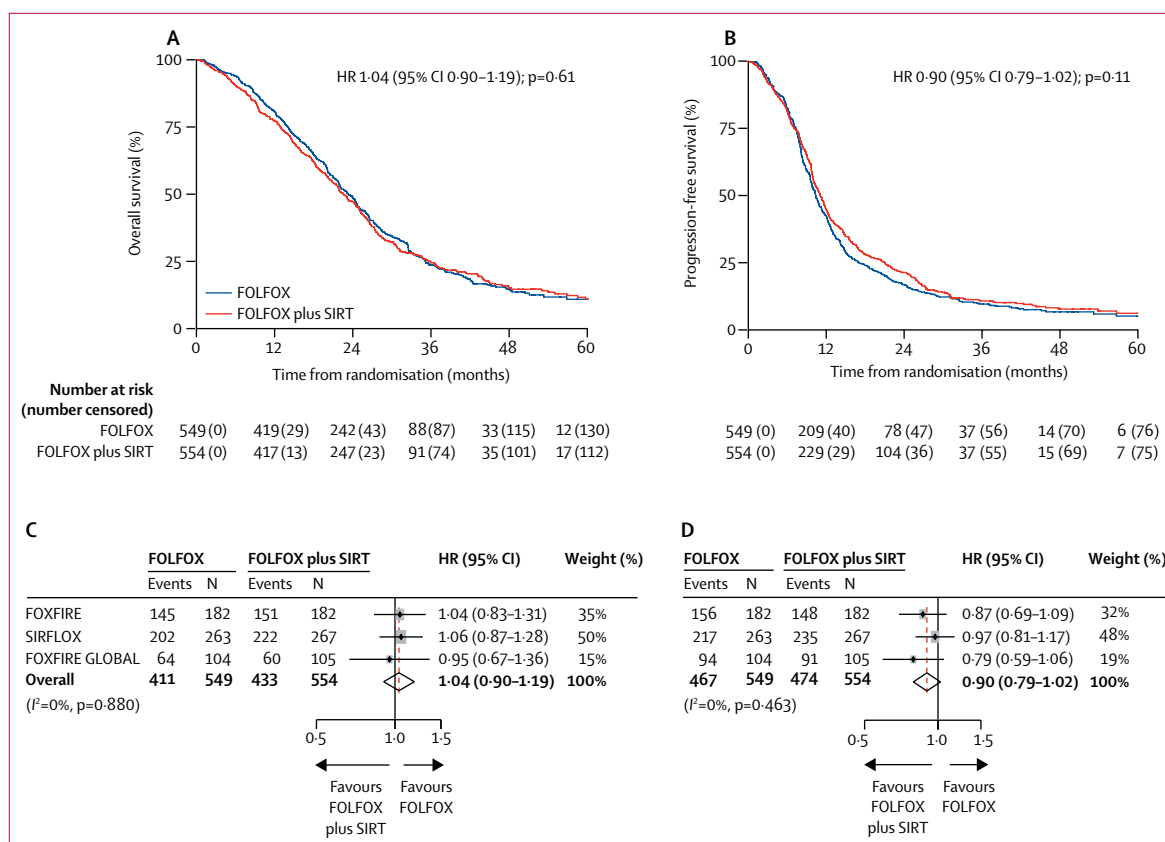 A
HR 1·04 (95% CI 0·90–1·19); p=0·61
Overall survival (%)
100
75
50
25
0
FOLFOX
FOLFOX plus SIRT
0 12 24 36 48 60
Time from randomisation (months)
B
HR 0·90 (95% CI 0·79–1·02); p=0·11
Progression-free survival (%)
100
75
50
25
0
0 12 24 36 48 60
Time from randomisation (months)
Number at risk
(number censored)
FOLFOX 549 (0) 419 (29) 242 (43) 88(87) 33 (115) 12 (130) 549 (0) 209 (40) 78 (47) 37 (56) 14 (70) 6 (76)
FOLFOX plus SIRT 554 (0) 417 (13) 247 (23) 91 (74) 35 (101) 17 (112) 554 (0) 229 (29) 104 (36) 37 (55) 15 (69) 7 (75)
C
FOLFOX FOLFOX plus SIRT HR (95% CI) Weight (%)
Events N Events N
FOXFIRE 145 182 151 182 1·04 (0·83–1·31) 35%
SIRFLOX 202 263 222 267 1·06 (0·87–1·28) 50%
FOXFIRE GLOBAL 64 104 60 105 0·95 (0·67–1·36) 15%
Overall 411 549 433 554 1·04 (0·90–1·19) 100%
(I²=0%, p=0·880)
0·5 1·0 1·5
Favours Favours
FOLFOX FOLFOX
plus SIRT
D
FOLFOX FOLFOX plus SIRT HR (95% CI) Weight (%)
Events N Events N
156 182 148 182 0·87 (0·69–1·09) 32%
217 263 235 267 0·97 (0·81–1·17) 48%
94 104 91 105 0·79 (0·59–1·06) 19%
467 549 474 554 0·90 (0·79–1·02) 100%
(I²=0%, p=0·463)
0·5 1·0 1·5
Favours Favours
FOLFOX FOLFOX
plus SIRT